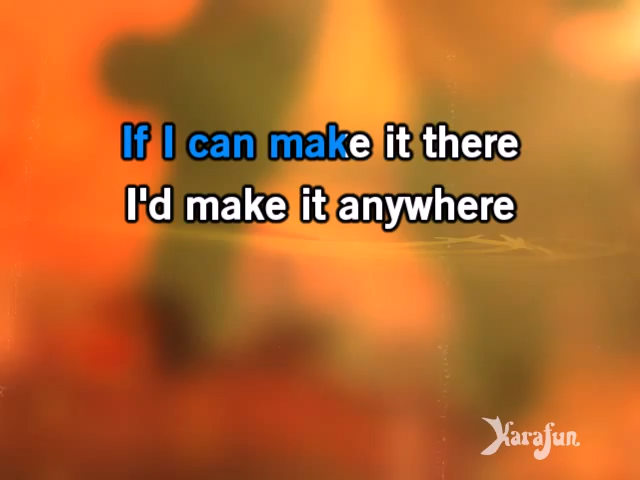 If I can make it there
I'd make it anywhere
Karafun